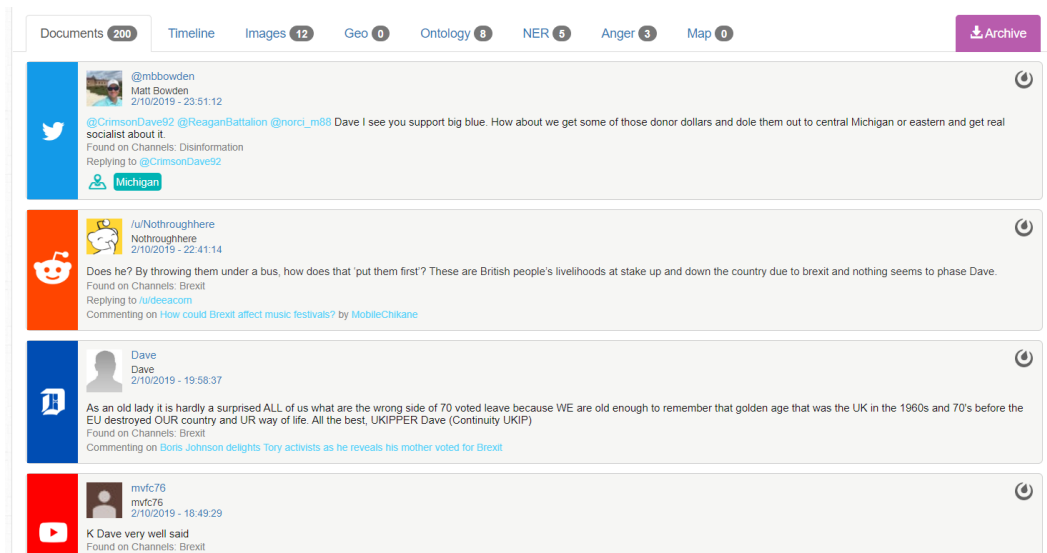 Documents 200 Timeline Images 12 Geo 0 Ontology 8 NER 5 Anger 3 Map 0 Archive
@mbbowden
Matt Bowden
2/10/2019 - 23:51:12
@CrimsonDave92 @ReaganBattalion @norci_m88 Dave I see you support big blue. How about we get some of those donor dollars and dole them out to central Michigan or eastern and get real
socialist about it.
Found on Channels: Disinformation
Replying to @CrimsonDave92
Michigan
/u/Nothroughhere
Nothroughhere
2/10/2019 - 22:41:14
Does he? By throwing them under a bus, how does that 'put them first'? These are British people's livelihoods at stake up and down the country due to brexit and nothing seems to phase Dave.
Found on Channels: Brexit
Replying to /u/deeacorn
Commenting on How could Brexit affect music festivals? by MobileChikane
Dave
Dave
2/10/2019 - 19:58:37
As an old lady it is hardly a surprised ALL of us what are the wrong side of 70 voted leave because WE are old enough to remember that golden age that was the UK in the 1960s and 70's before the
EU destroyed OUR country and UR way of life. All the best, UKIPPER Dave (Continuity UKIP)
Found on Channels: Brexit
Commenting on Boris Johnson delights Tory activists as he reveals his mother voted for Brexit
mvfc76
mvfc76
2/10/2019 - 18:49:29
K Dave very well said
Found on Channels: Brexit